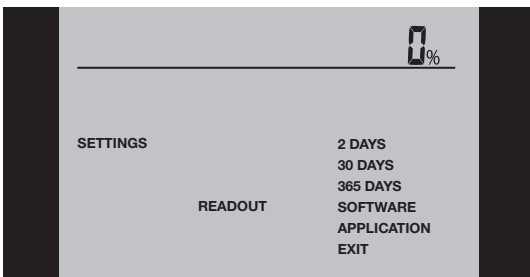 0%
SETTINGS 2 DAYS
30 DAYS
365 DAYS
READOUT SOFTWARE
APPLICATION
EXIT